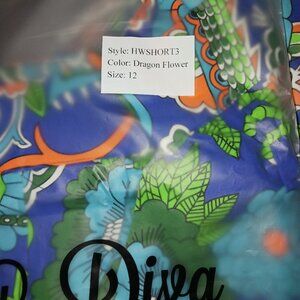 Style: HWSHORT3
Color: Dragon Flower
Size: 12
Diva